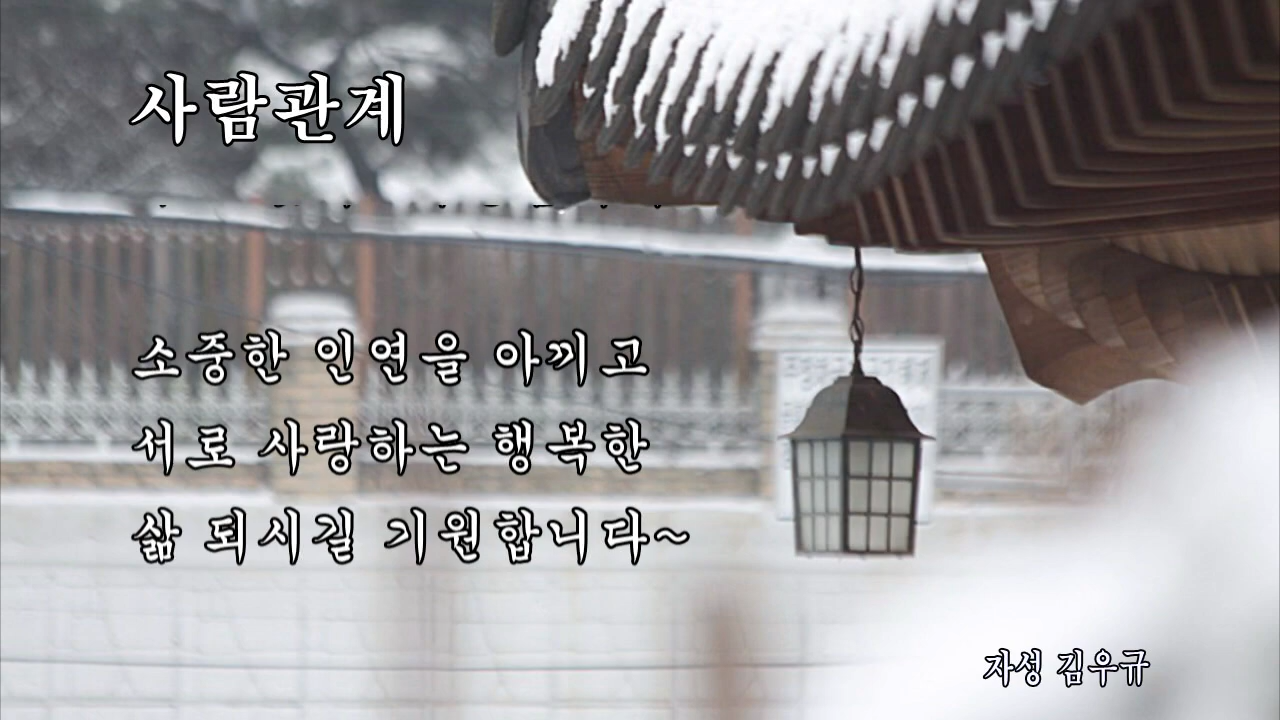 사람관계
소중한 인연을 아끼고
서로 사랑하는 행복한
삶 되시길 기원합니다~
자성 김우규